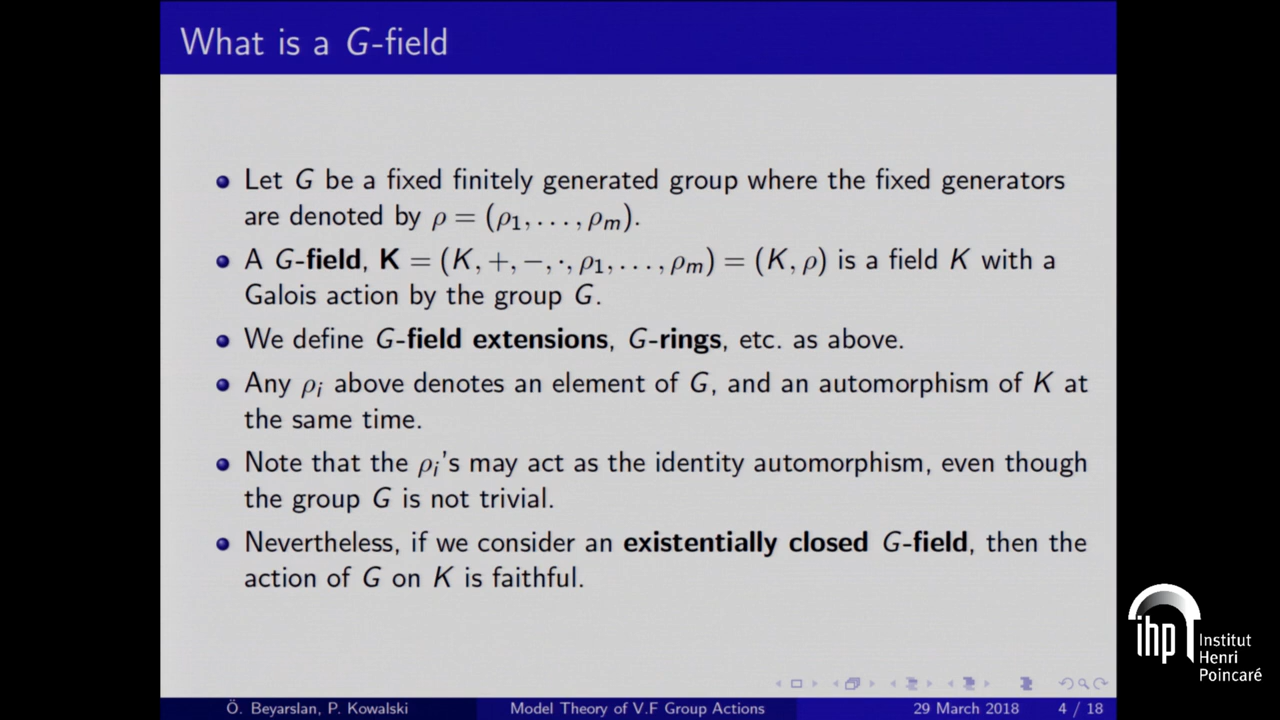 What is a G-field
Let G be a fixed finitely generated group where the fixed generators
are denoted by ρ = (ρ₁, . . . , ρₘ).
A G-field, K = (K, +, −, ·, ρ₁, . . . , ρₘ) = (K, ρ) is a field K with a
Galois action by the group G.
We define G-field extensions, G-rings, etc. as above.
Any ρᵢ above denotes an element of G, and an automorphism of K at
the same time.
Note that the ρᵢ's may act as the identity automorphism, even though
the group G is not trivial.
Nevertheless, if we consider an existentially closed G-field, then the
action of G on K is faithful.
ihp Institut
Henri
Poincaré
Ö. Beyarslan, P. Kowalski Model Theory of V.F Group Actions 29 March 2018 4 / 18